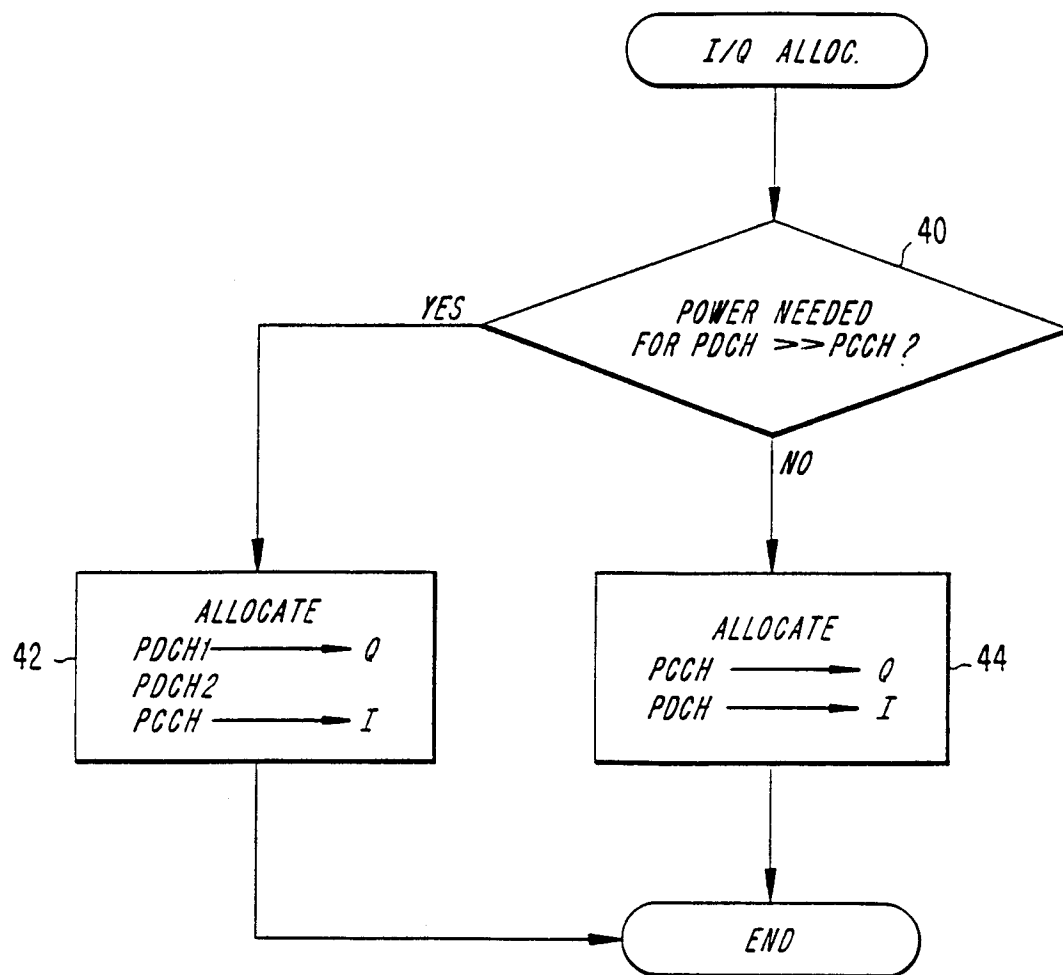 I/Q ALLOC.
40
POWER NEEDED
FOR PDCH >> PCCH?
YES
NO
ALLOCATE
PDCH1 → Q
PDCH2
PCCH → I
42
ALLOCATE
PCCH → Q
PDCH → I
44
END